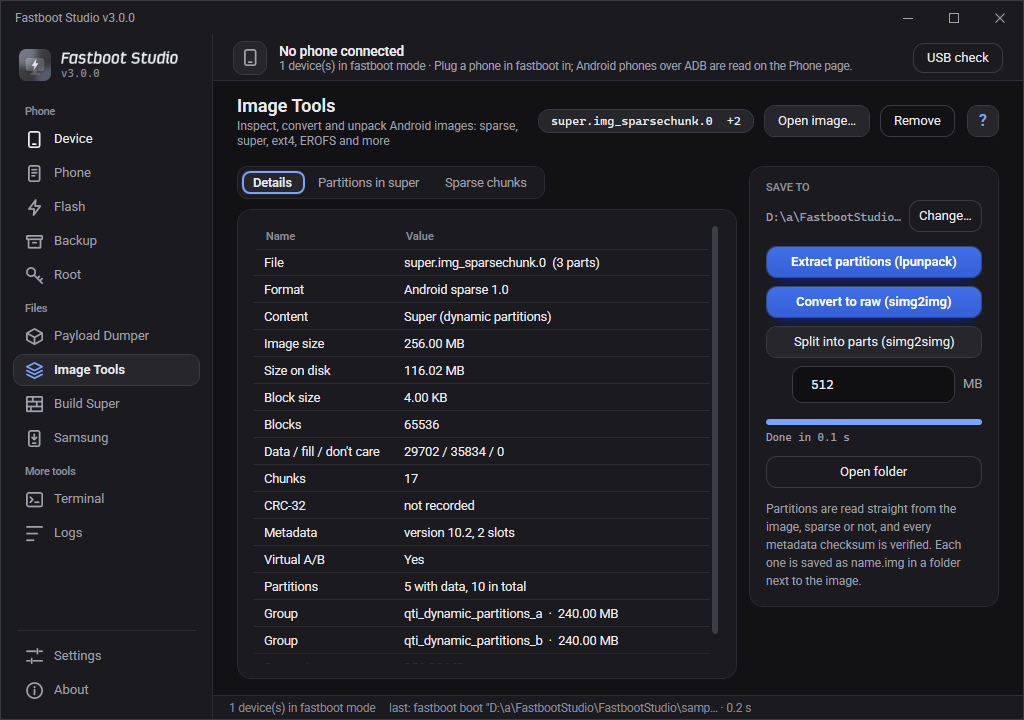 Fastboot Studio v3.0.0
Fastboot Studio
v3.0.0
No phone connected
1 device(s) in fastboot mode · Plug a phone in fastboot in; Android phones over ADB are read on the Phone page.
USB check
Phone
Device
Phone
Flash
Backup
Root
Files
Payload Dumper
Image Tools
Build Super
Samsung
More tools
Terminal
Logs
Settings
About
Image Tools
Inspect, convert and unpack Android images: sparse,
super, ext4, EROFS and more
super.img_sparsechunk.0 +2
Open image...
Remove
?
Details
Partitions in super
Sparse chunks
Name Value
File super.img_sparsechunk.0 (3 parts)
Format Android sparse 1.0
Content Super (dynamic partitions)
Image size 256.00 MB
Size on disk 116.02 MB
Block size 4.00 KB
Blocks 65536
Data / fill / don't care 29702 / 35834 / 0
Chunks 17
CRC-32 not recorded
Metadata version 10.2, 2 slots
Virtual A/B Yes
Partitions 5 with data, 10 in total
Group qti_dynamic_partitions_a · 240.00 MB
Group qti_dynamic_partitions_b · 240.00 MB
SAVE TO
D:\a\FastbootStudio…
Change...
Extract partitions (lpunpack)
Convert to raw (simg2img)
Split into parts (simg2simg)
512 MB
Done in 0.1 s
Open folder
Partitions are read straight from the
image, sparse or not, and every
metadata checksum is verified. Each
one is saved as name.img in a folder
next to the image.
1 device(s) in fastboot mode last: fastboot boot "D:\a\FastbootStudio\FastbootStudio\samp… · 0.2 s